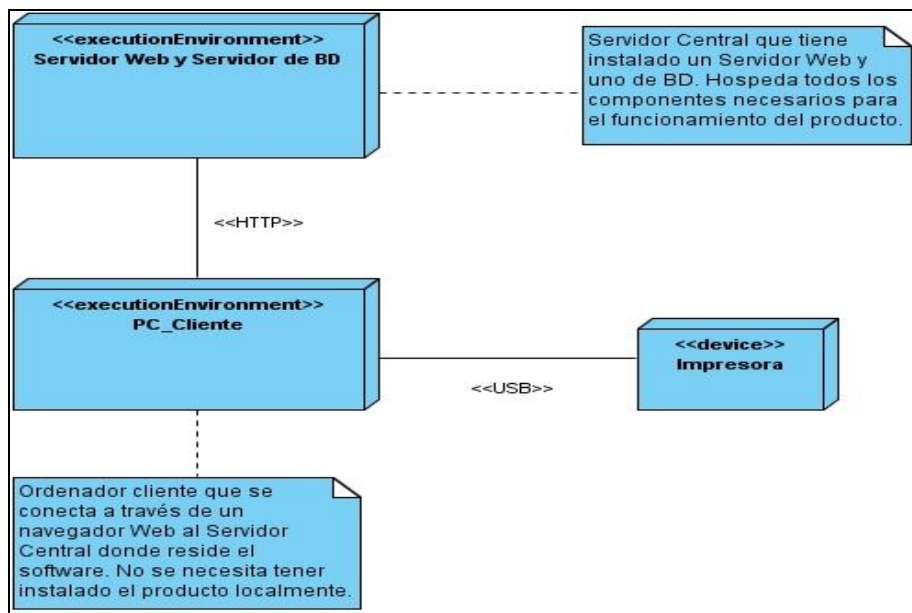 <<executionEnvironment>>
Servidor Web y Servidor de BD
Servidor Central que tiene
instalado un Servidor Web y
uno de BD. Hospeda todos los
componentes necesarios para
el funcionamiento del producto.
<<HTTP>>
<<executionEnvironment>>
PC_Cliente
<<device>>
Impresora
<<USB>>
Ordenador cliente que se
conecta a través de un
navegador Web al Servidor
Central donde reside el
software. No se necesita tener
instalado el producto localmente.